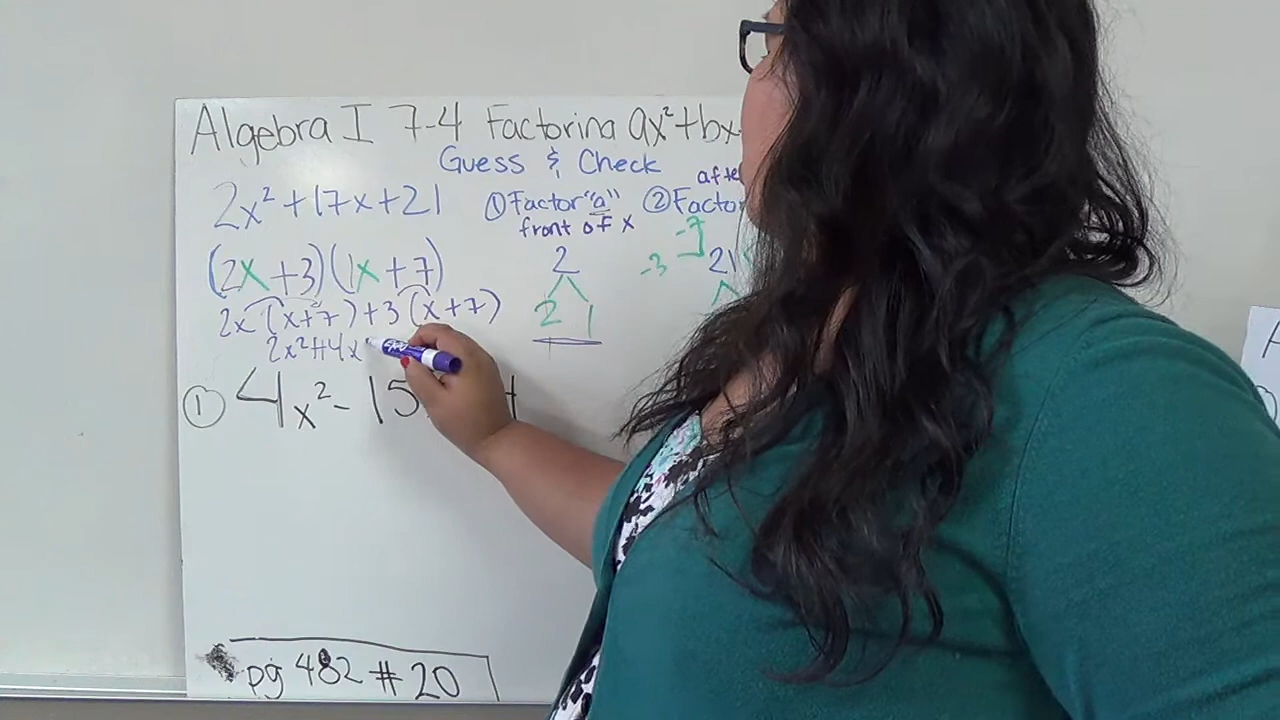 Algebra I 7-4 Factoring ax²+bx
Guess & Check
2x²+17x+21
① Factor "a" front of x
② Factor
after
2
2 1
-7
-3
21
(2x+3)(1x+7)
2x(x+7)+3(x+7)
2x²+14x
① 4x² - 15
pg 482 # 20